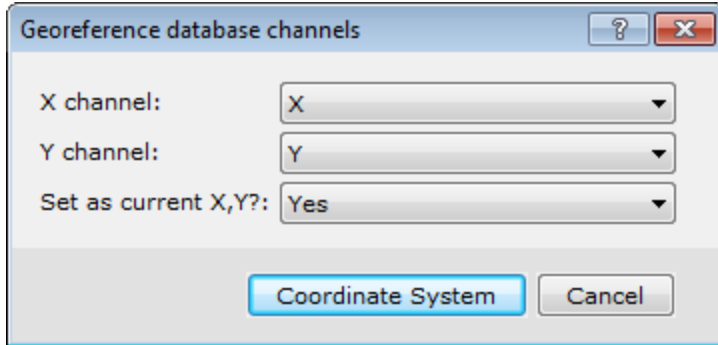 Georeference database channels ?
X channel: X
Y channel: Y
Set as current X,Y?: Yes
Coordinate System Cancel